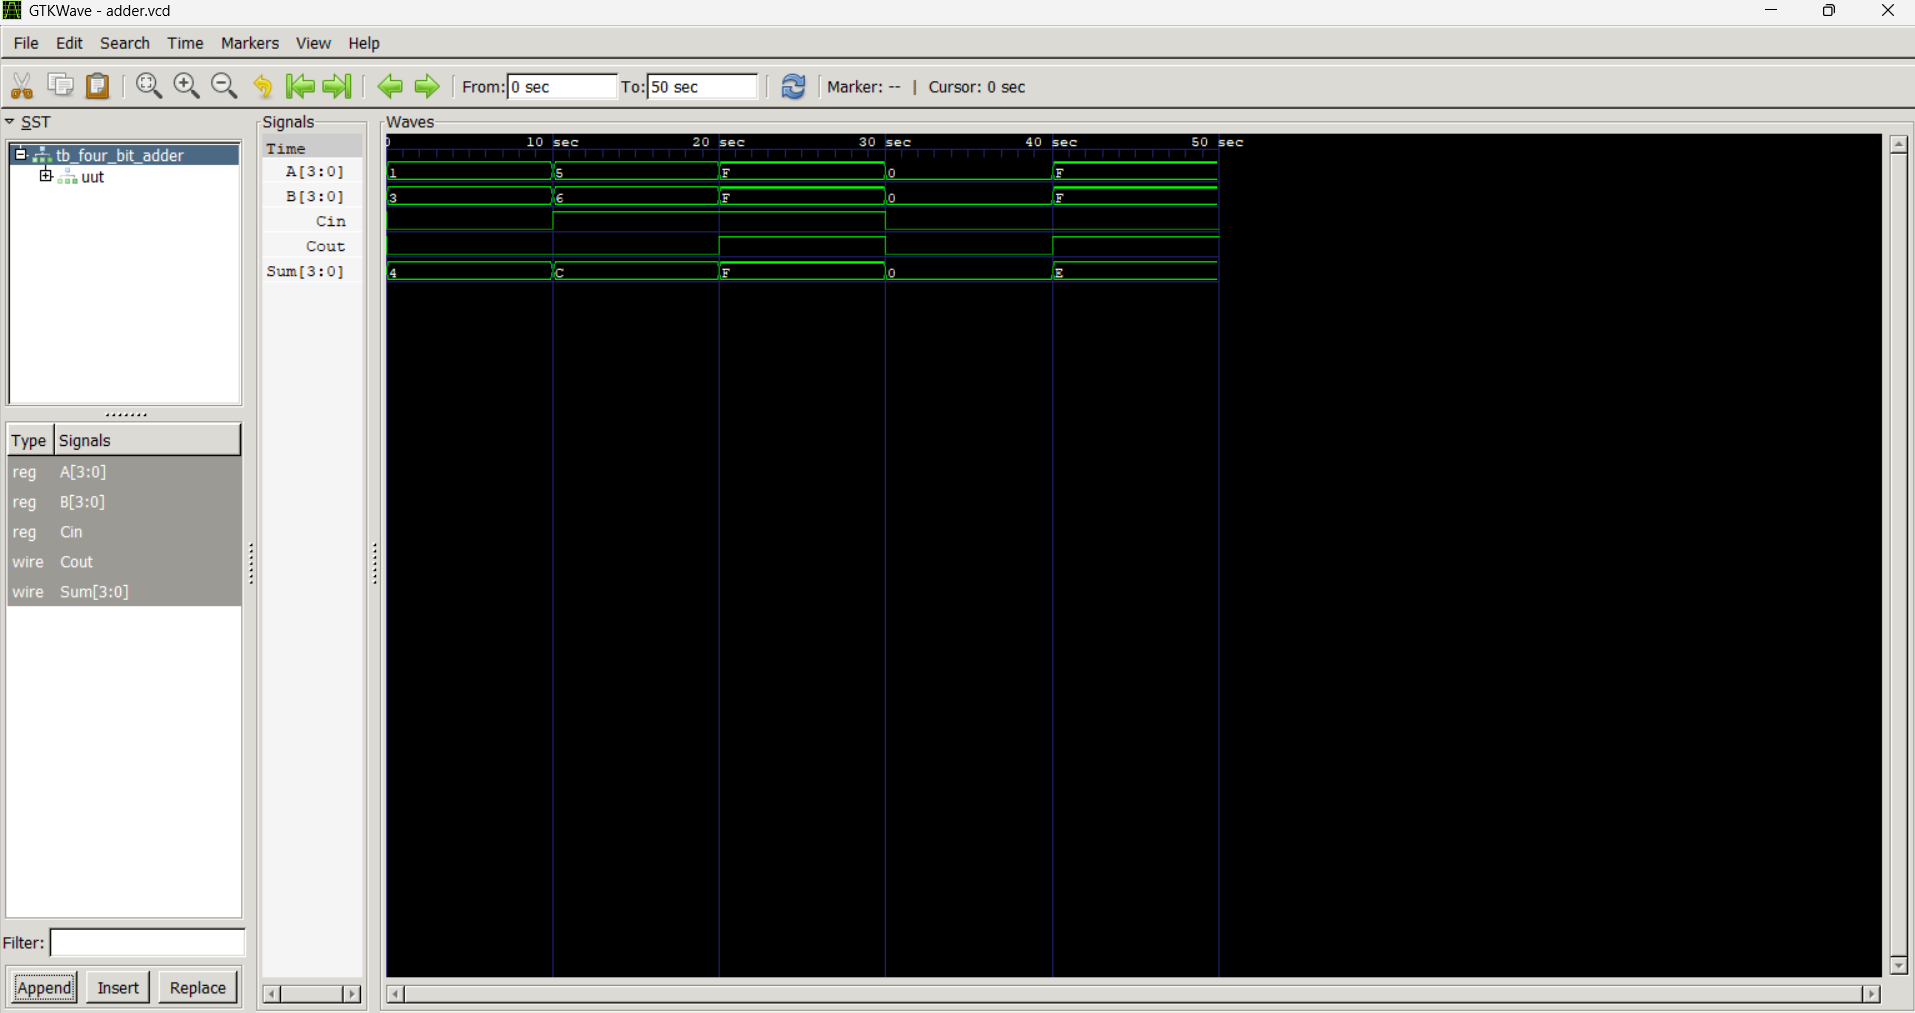 GTKWave - adder.vcd
File Edit Search Time Markers View Help
From: 0 sec To: 50 sec Marker: -- | Cursor: 0 sec
SST
tb_four_bit_adder
uut
Type Signals
reg A[3:0]
reg B[3:0]
reg Cin
wire Cout
wire Sum[3:0]
Filter:
Append Insert Replace
Signals
Time
A[3:0]
B[3:0]
Cin
Cout
Sum[3:0]
Waves
0 10 sec 20 sec 30 sec 40 sec 50 sec
1 5 F 0 F
3 6 F 0 F
4 C F 0 E